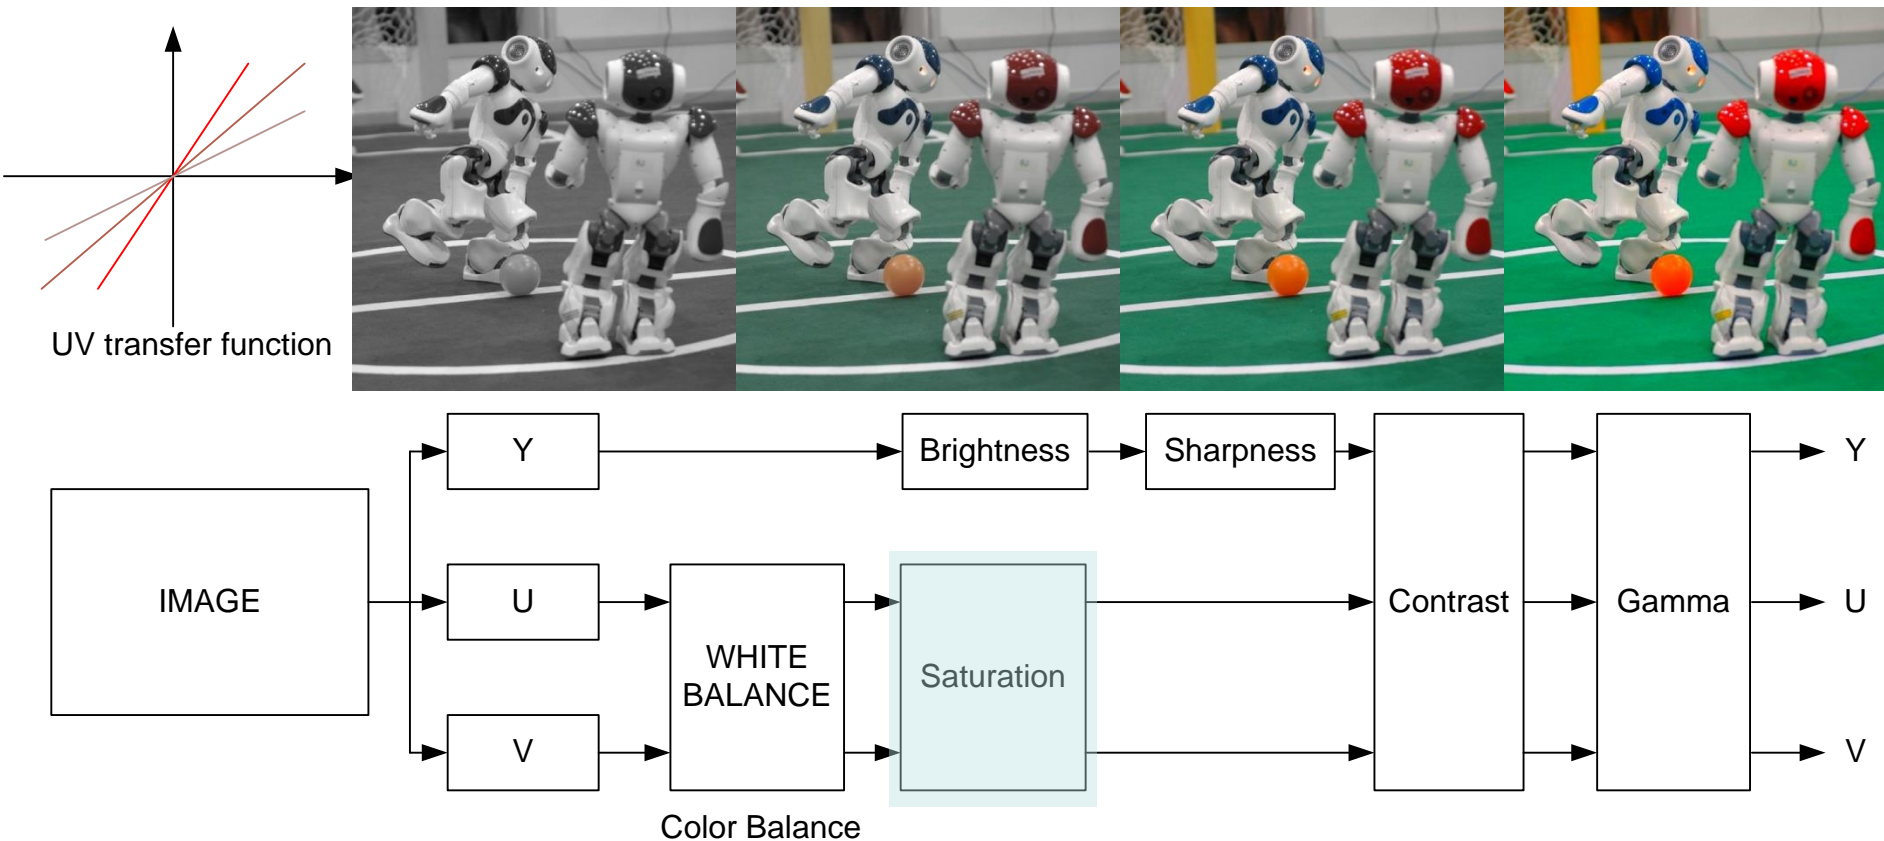 UV transfer function
Y
Brightness
Sharpness
Y
IMAGE
U
WHITE
BALANCE
Saturation
Contrast
Gamma
U
V
V
Color Balance